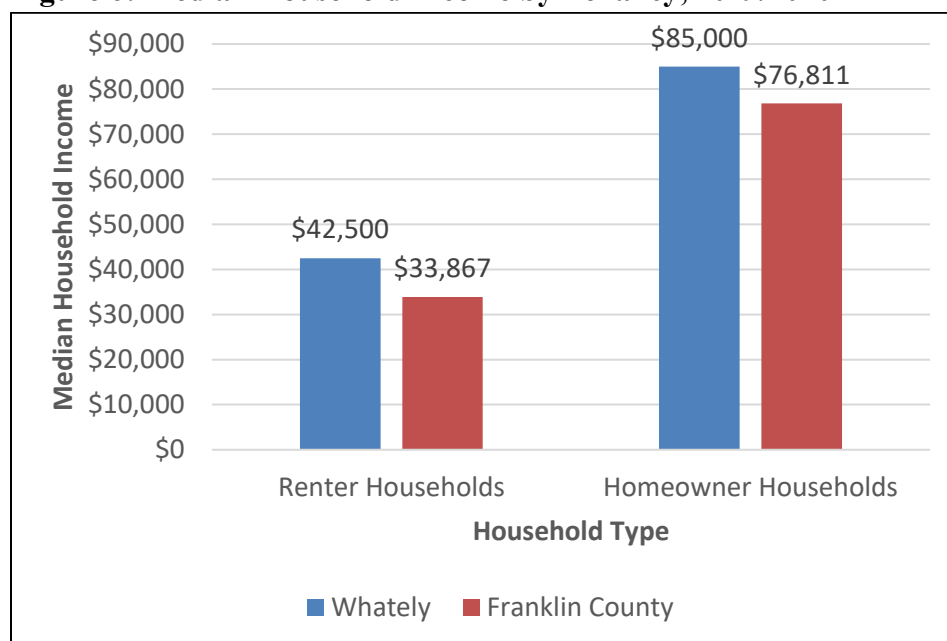 $90,000
$80,000
$70,000
$60,000
$50,000
$40,000
$30,000
$20,000
$10,000
$0
Median Household Income
$42,500
$33,867
$85,000
$76,811
Renter Households
Homeowner Households
Household Type
Whately
Franklin County